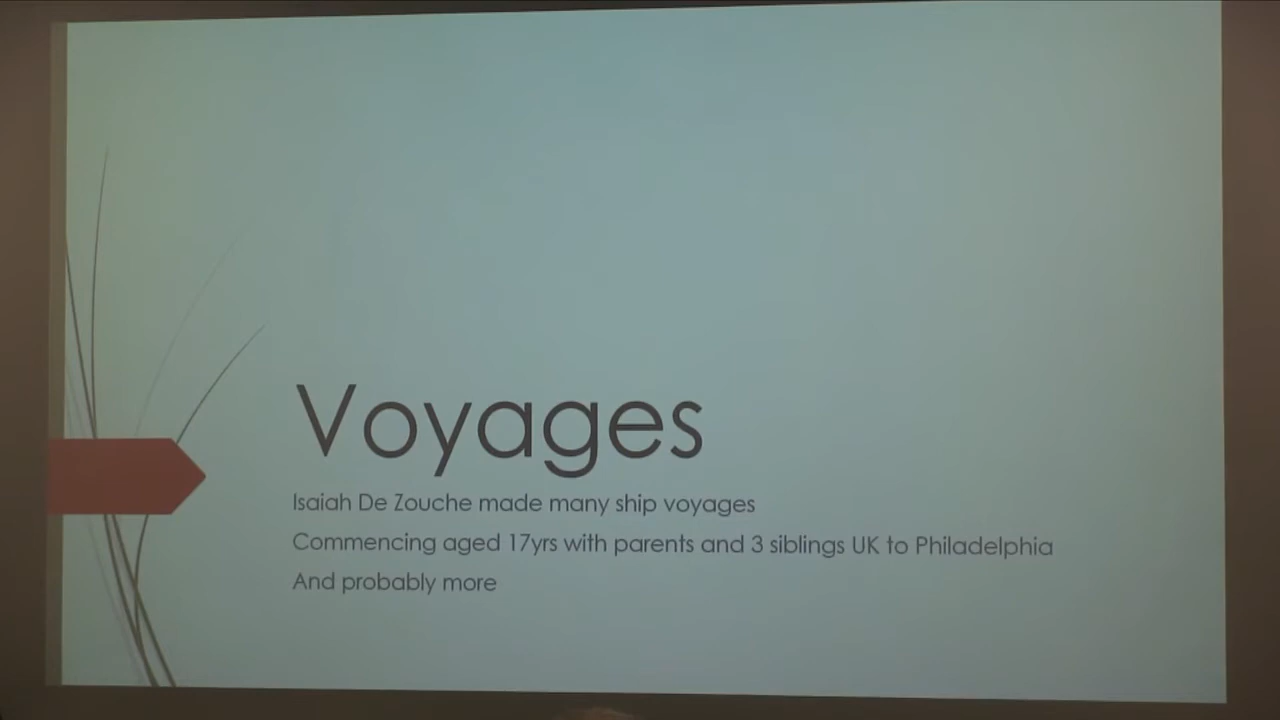 Voyages
Isaiah De Zouche made many ship voyages
Commencing aged 17yrs with parents and 3 siblings UK to Philadelphia
And probably more